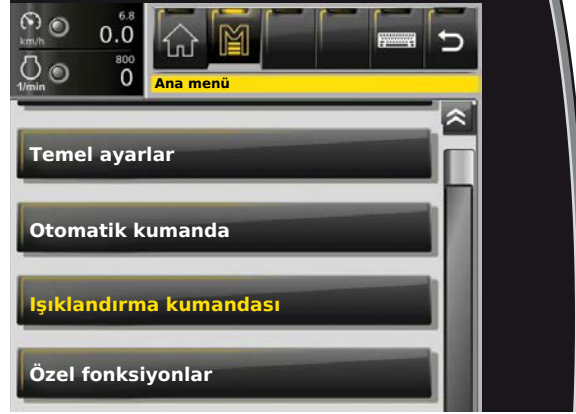 6.8
km/h 0.0
800
1/min 0
M
Ana menü
Temel ayarlar
Otomatik kumanda
Işıklandırma kumandası
Özel fonksiyonlar